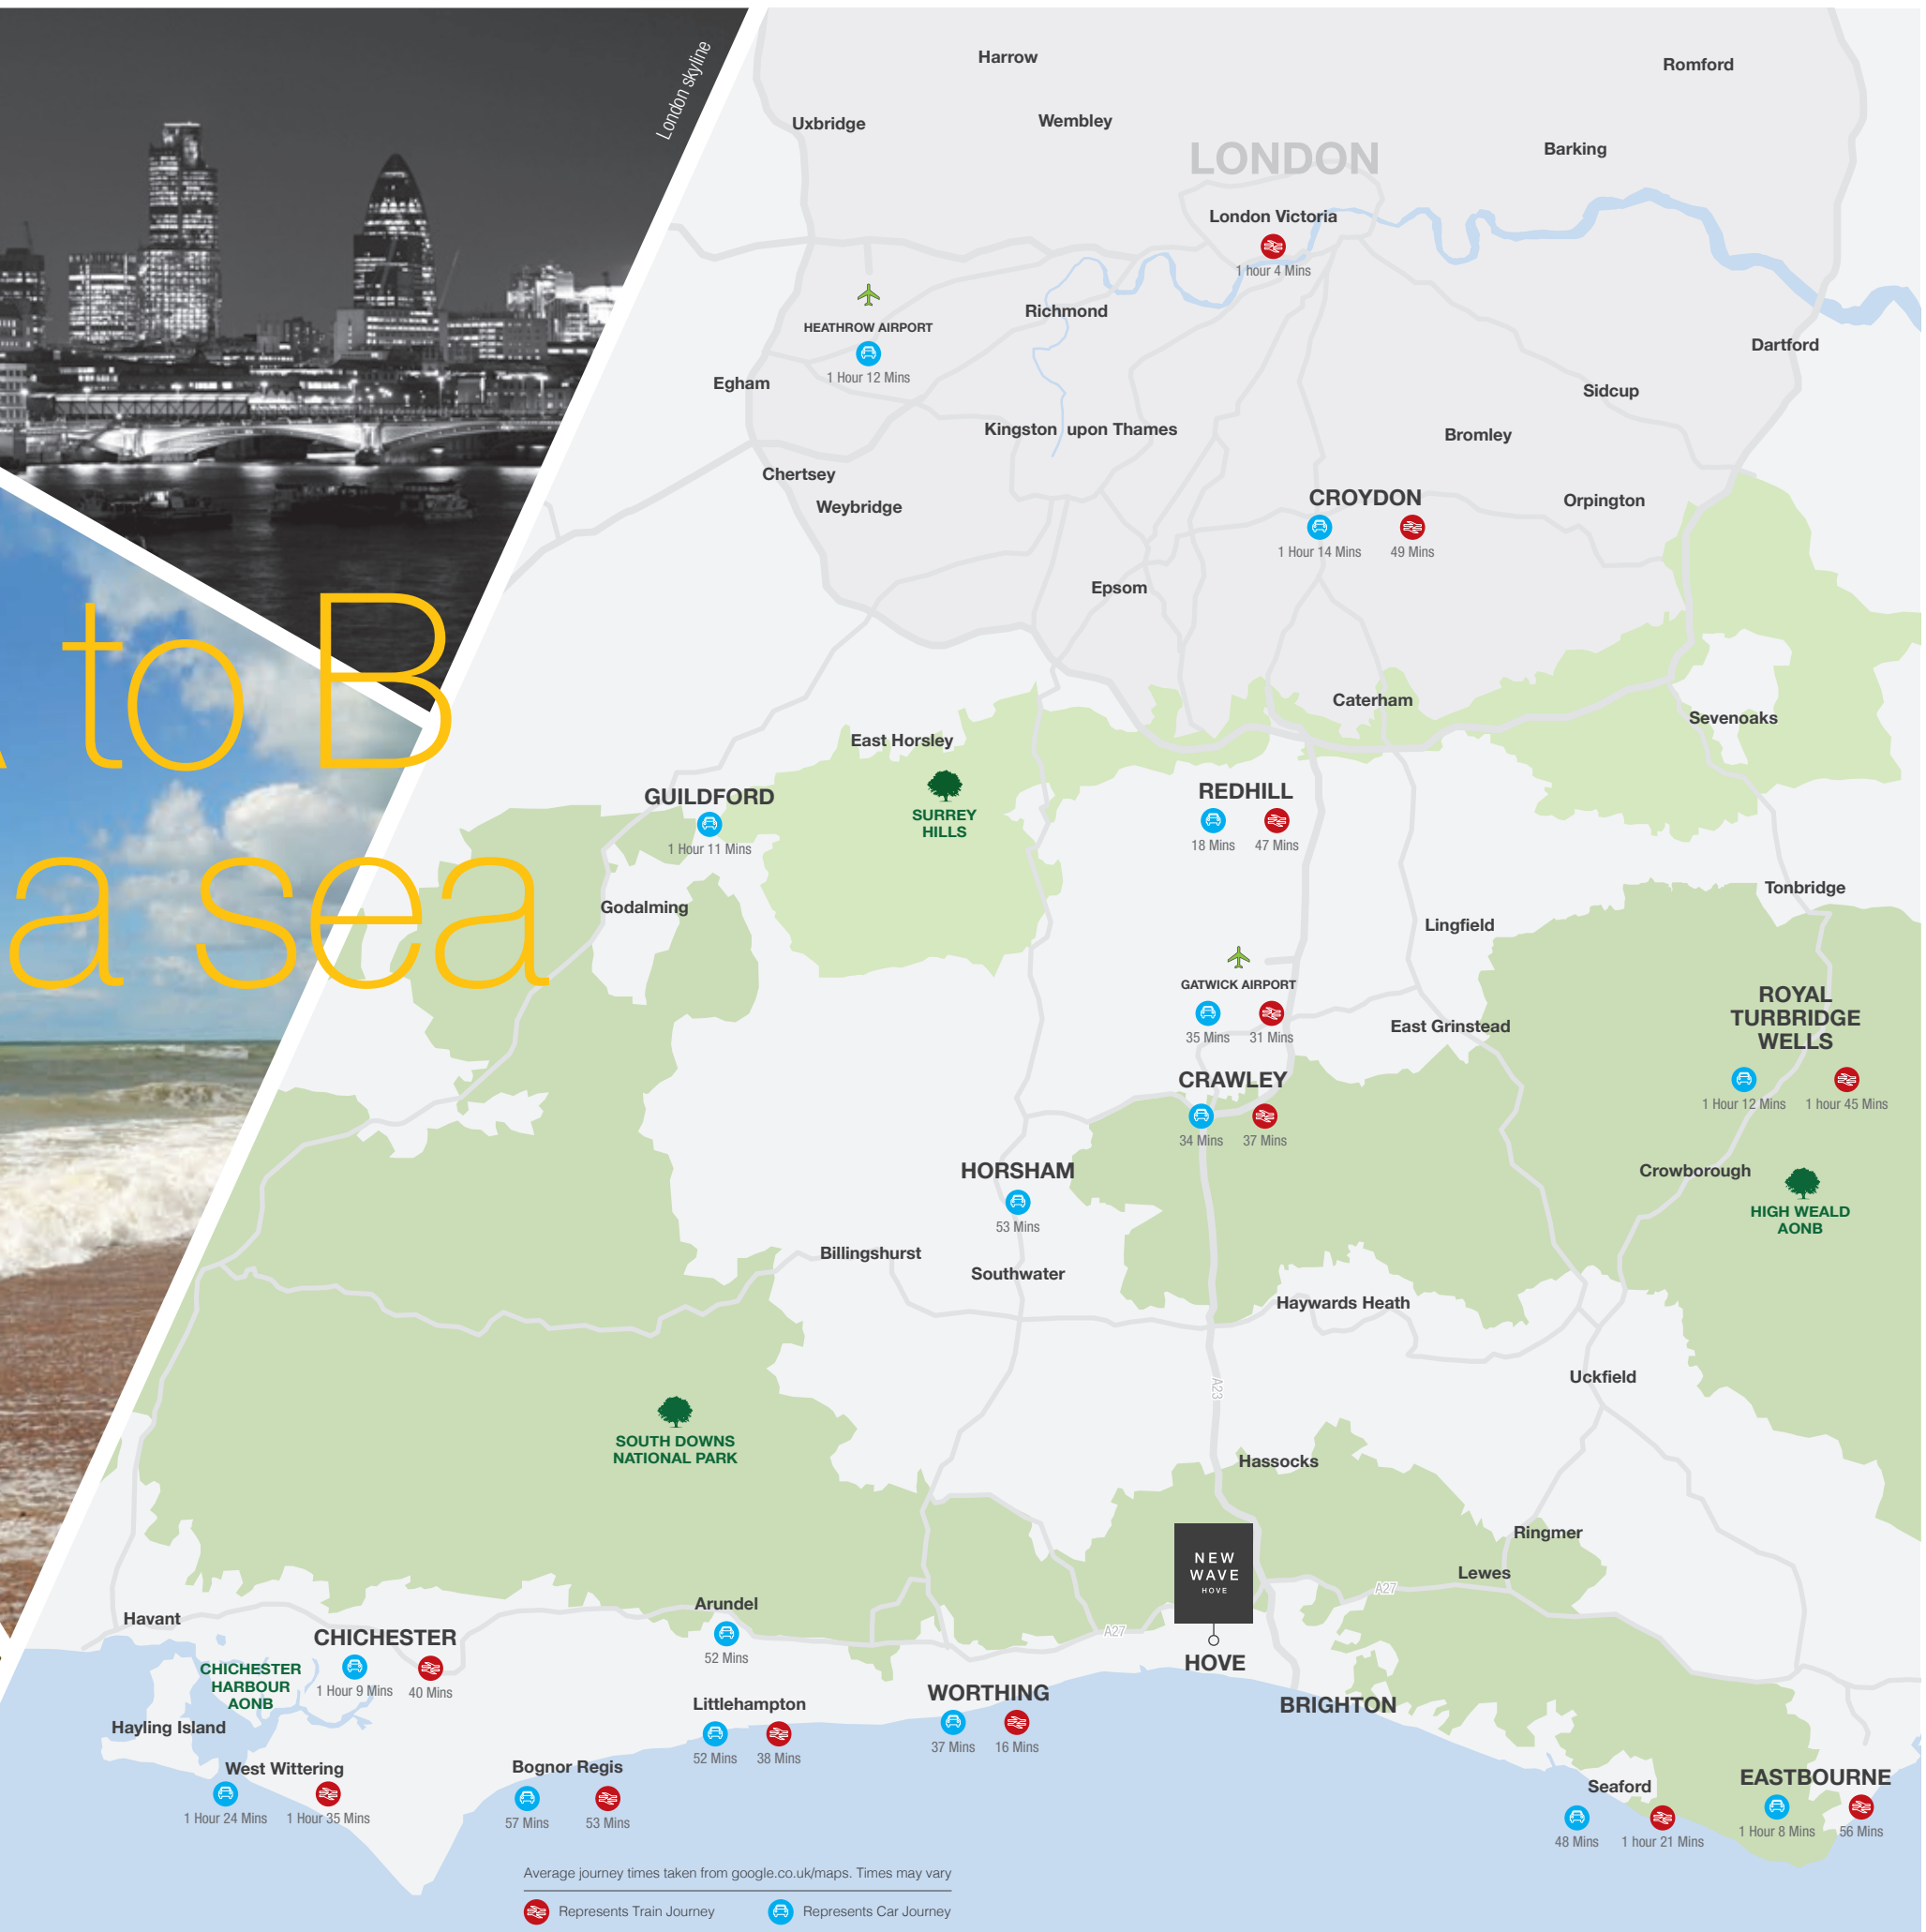 London skyline
to B
a sea
Harrow
Romford
Uxbridge
Wembley
Barking
LONDON
London Victoria
1 hour 4 Mins
HEATHROW AIRPORT
1 Hour 12 Mins
Richmond
Dartford
Egham
Sidcup
Kingston upon Thames
Bromley
Chertsey
Weybridge
CROYDON
1 Hour 14 Mins
49 Mins
Orpington
Epsom
Caterham
Sevenoaks
East Horsley
GUILDFORD
1 Hour 11 Mins
SURREY
HILLS
REDHILL
18 Mins
47 Mins
Godalming
Tonbridge
Lingfield
GATWICK AIRPORT
35 Mins
31 Mins
East Grinstead
ROYAL
TURBRIDGE
WELLS
1 Hour 12 Mins
1 hour 45 Mins
CRAWLEY
34 Mins
37 Mins
HORSHAM
53 Mins
Crowborough
HIGH WEALD
AONB
Billingshurst
Southwater
Haywards Heath
Uckfield
A23
SOUTH DOWNS
NATIONAL PARK
Hassocks
Ringmer
Lewes
NEW
WAVE
HOVE
A27
A27
HOVE
BRIGHTON
Havant
CHICHESTER
1 Hour 9 Mins
40 Mins
CHICHESTER
HARBOUR
AONB
Hayling Island
Arundel
52 Mins
Littlehampton
52 Mins
38 Mins
WORTHING
37 Mins
16 Mins
West Wittering
1 Hour 24 Mins
1 Hour 35 Mins
Bognor Regis
57 Mins
53 Mins
Seaford
48 Mins
1 hour 21 Mins
EASTBOURNE
1 Hour 8 Mins
56 Mins
Average journey times taken from google.co.uk/maps. Times may vary
Represents Train Journey
Represents Car Journey